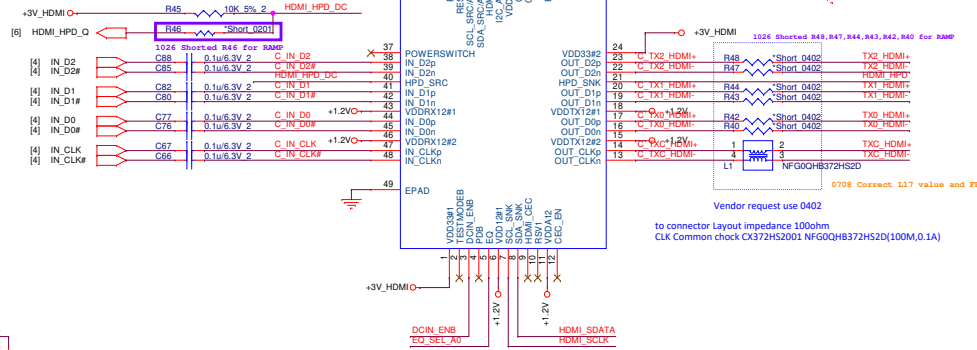 +3V_HDMI R45 10K 5% 2 HDMI_HPD_DC
[6] HDMI_HPD_Q R46 *Short_0201
1026 Shorted R46 for RAMP
[4] IN_D2 C88 0.1u/6.3V 2 C_IN_D2
[4] IN_D2# C85 0.1u/6.3V 2 C_IN_D2#
HDMI_HPD_DC
[4] IN_D1 C82 0.1u/6.3V 2 C_IN_D1
[4] IN_D1# C80 0.1u/6.3V 2 C_IN_D1#
+1.2V
[4] IN_D0 C77 0.1u/6.3V 2 C_IN_D0
[4] IN_D0# C76 0.1u/6.3V 2 C_IN_D0#
+1.2V
[4] IN_CLK C67 0.1u/6.3V 2 C_IN_CLK
[4] IN_CLK# C66 0.1u/6.3V 2 C_IN_CLK#
37 POWERSWITCH
38 IN_D2p
39 IN_D2n
40 HPD_SRC
41 IN_D1p
42 IN_D1n
43 VDDRX12#1
44 IN_D0p
45 IN_D0n
46 VDDRX12#2
47 IN_CLKp
48 IN_CLKn
49 EPAD
SCL_SRC/A
SDA_SRC/A
VDD33#2 24 +3V_HDMI
OUT_D2p 23 C_TX2_HDMI+
OUT_D2n 22 C_TX2_HDMI-
HPD_SNK 21
OUT_D1p 20 C_TX1_HDMI+
OUT_D1n 19 C_TX1_HDMI-
VDDTX12#1 18 +1.2V
OUT_D0p 17 C_TX0_HDMI+
OUT_D0n 16 C_TX0_HDMI-
VDDTX12#2 15 +1.2V
OUT_CLKp 14 C_TXC_HDMI+
OUT_CLKn 13 C_TXC_HDMI-
1026 Shorted R48,R47,R44,R43,R42,R40 for RAMP
R48 *Short_0402 TX2_HDMI+
R47 *Short_0402 TX2_HDMI-
HDMI_HPD
R44 *Short_0402 TX1_HDMI+
R43 *Short_0402 TX1_HDMI-
R42 *Short_0402 TX0_HDMI+
R40 *Short_0402 TX0_HDMI-
1 2 TXC_HDMI+
4 3 TXC_HDMI-
L1 NFG0QHB372HS2D
0708 Correct L17 value and
Vendor request use 0402
to connector Layout impedance 100ohm
CLK Common chock CX372HS2001 NFG0QHB372HS2D(100M,0.1A)
VDD33#1
TESTMODEB
DCIN_ENB
PDB
EQ
VDD12#1
SCL_SNK
SDA_SNK
HDMI_CEC
RSV1
VDDA12
CEC_EN
1 2 3 4 5 6 7 8 9 10 11 12
+3V_HDMI
+1.2V
+1.2V
DCIN_ENB
EQ_SEL_A0
HDMI_SDATA
HDMI_SCLK